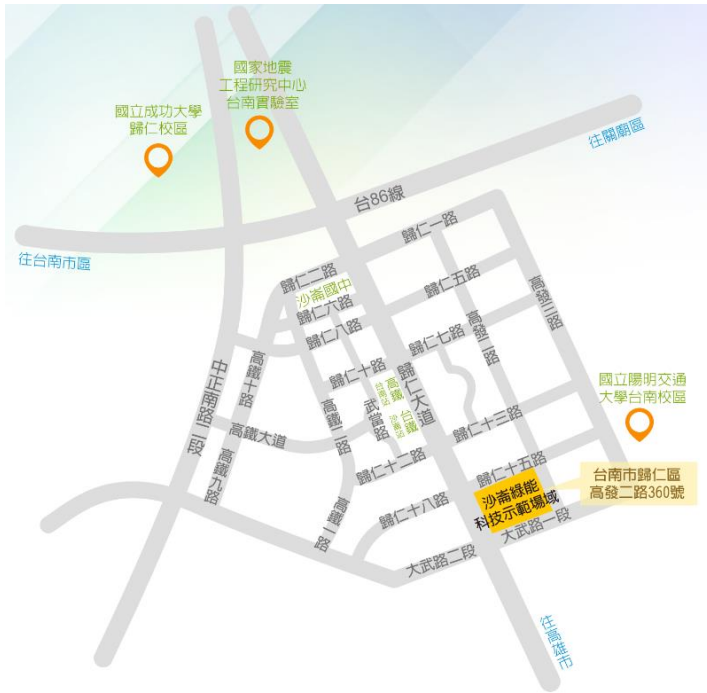 國家地震
工程研究中心
台南實驗室
國立成功大學
歸仁校區
往關廟區
台86線
往台南市區
歸仁一路
歸仁二路
沙崙國中
歸仁五路
歸仁六路
高發三路
歸仁八路
歸仁七路
高發二路
高鐵十路
中正南路二段
歸仁十路
歸仁大道
高鐵
台南站
台鐵
沙崙站
武當路
高鐵二路
國立陽明交通
大學台南校區
歸仁十三路
高鐵大道
歸仁十二路
高鐵九路
歸仁十五路
台南市歸仁區
高發二路360號
沙崙綠能
科技示範場域
歸仁十八路
高鐵一路
大武路一段
大武路二段
往高雄市